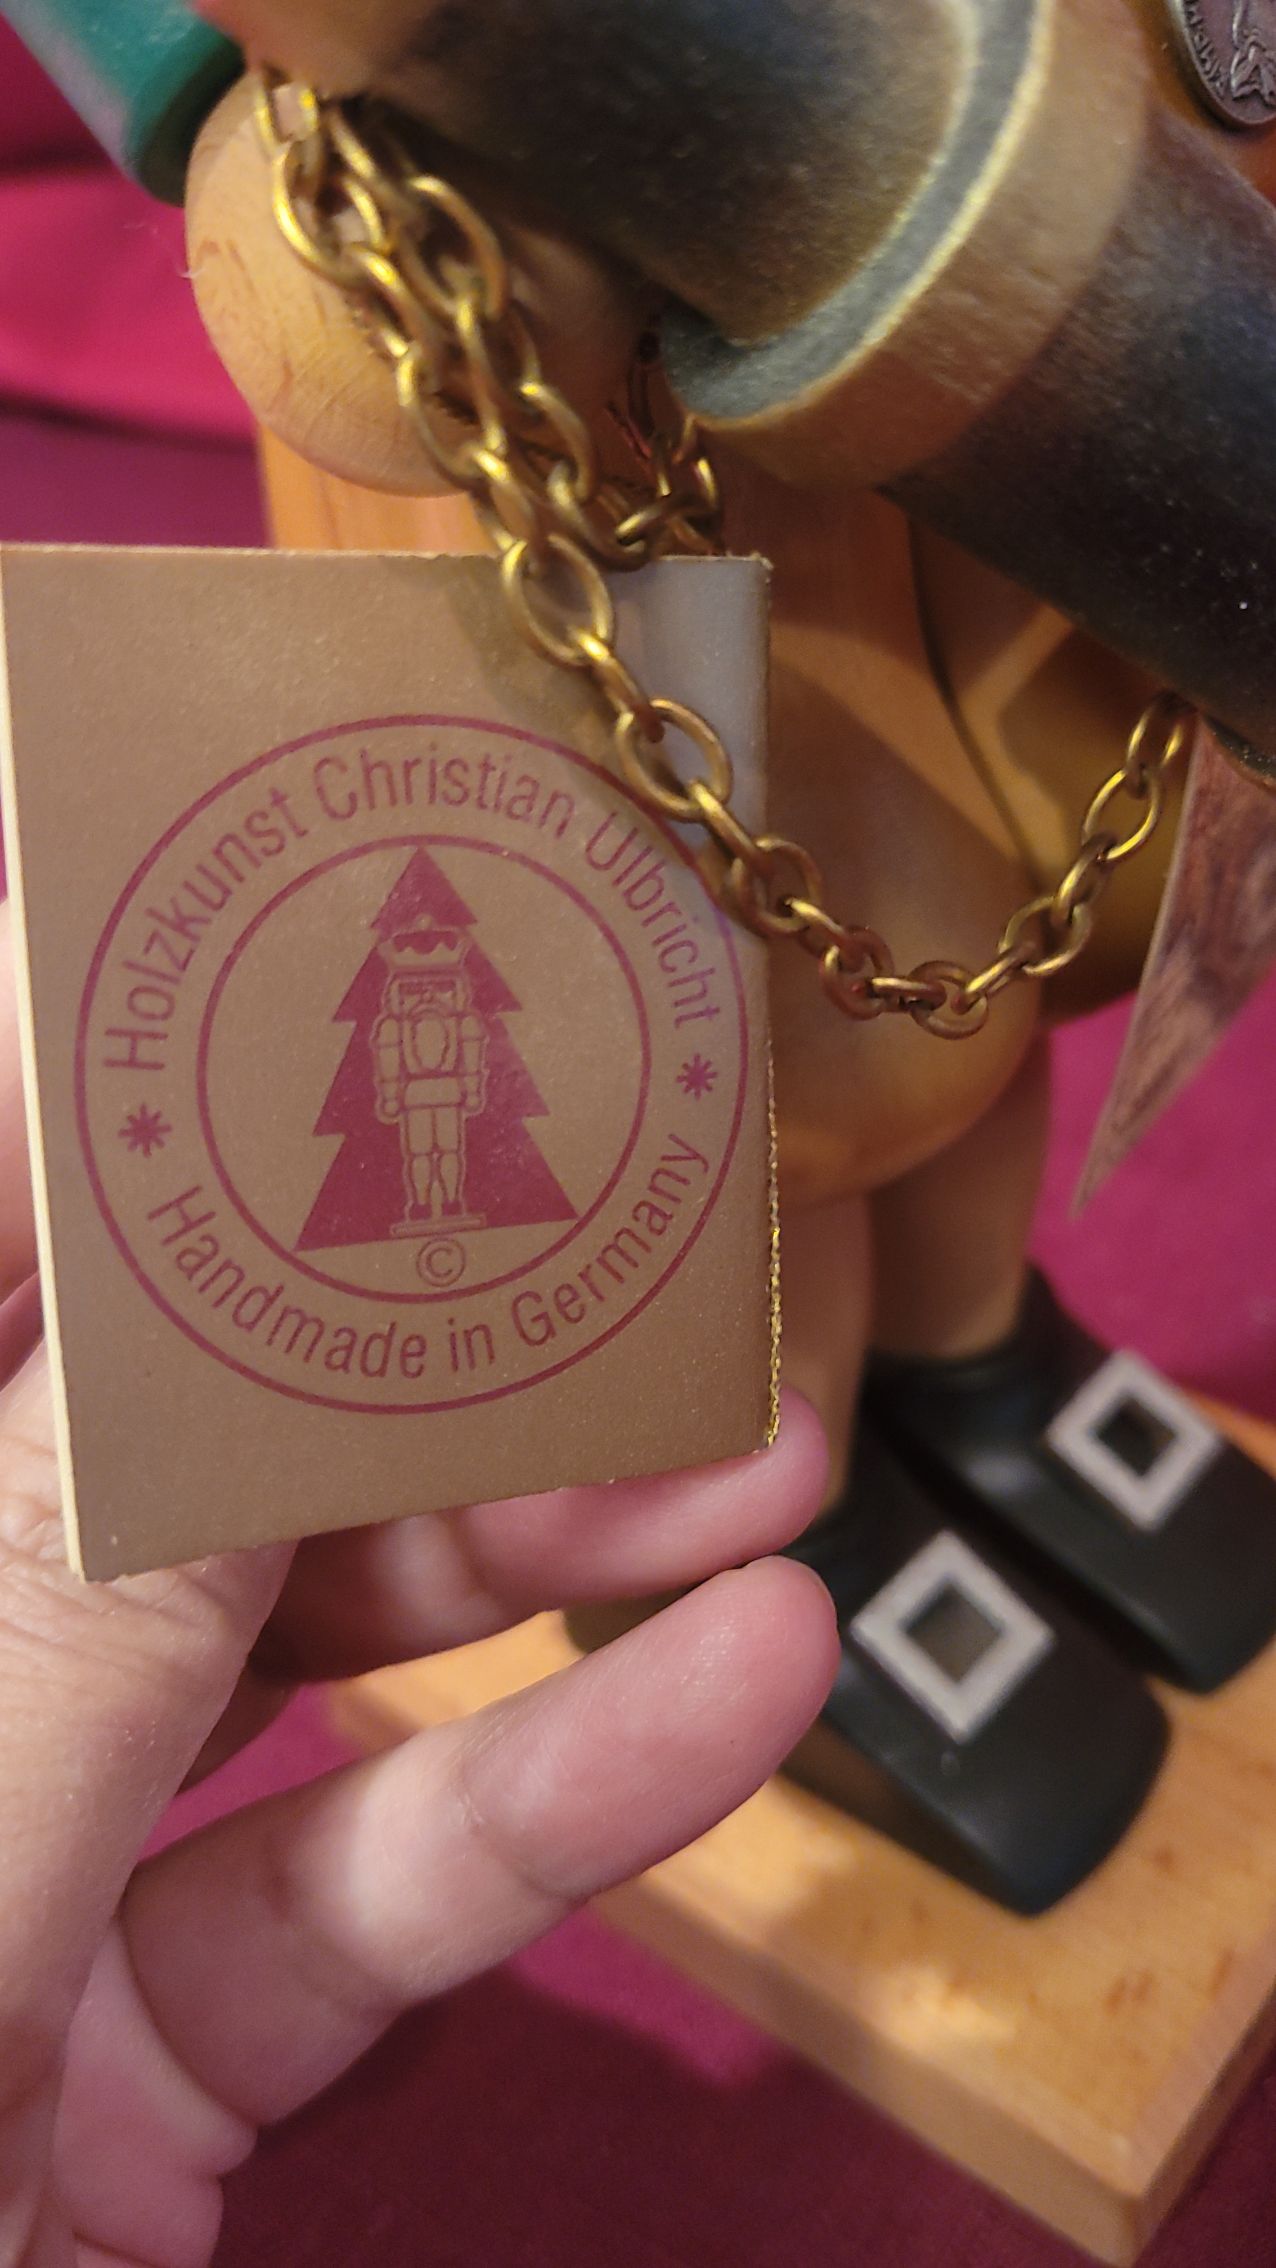 Holzkunst Christian Ulbricht
* Handmade in Germany *
©